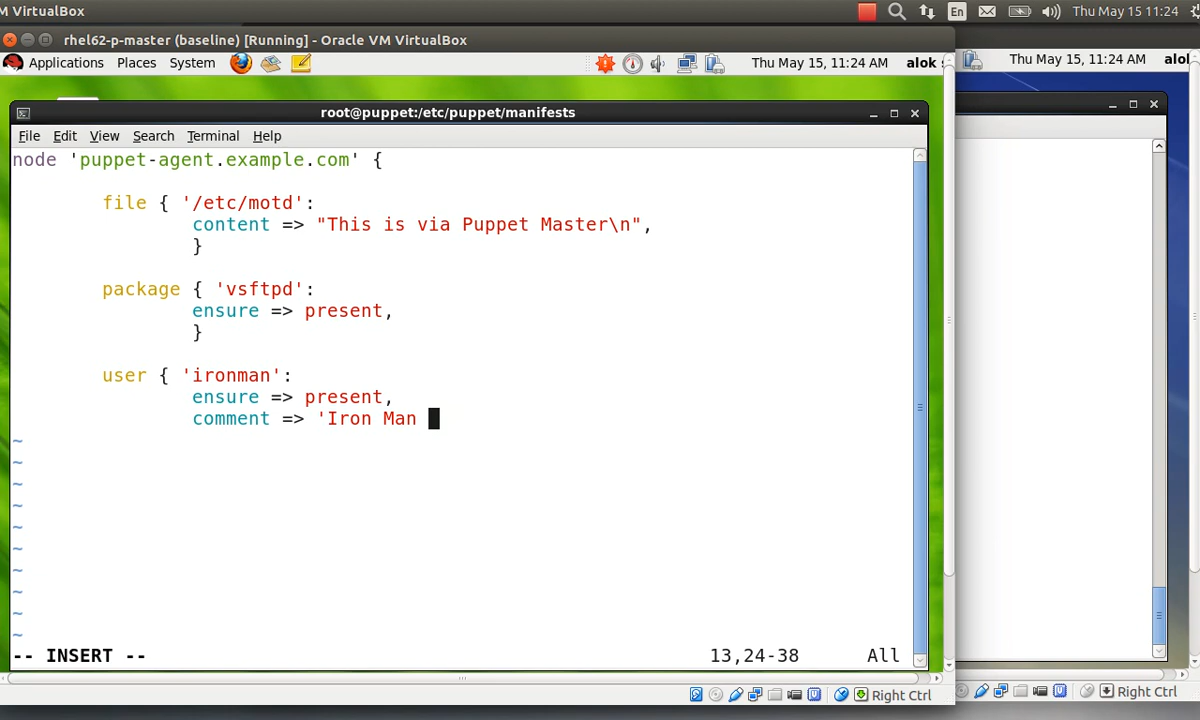 M VirtualBox En Thu May 15 11:24
rhel62-p-master (baseline) [Running] - Oracle VM VirtualBox
Applications Places System Thu May 15, 11:24 AM alok Thu May 15, 11:24 AM alo
root@puppet:/etc/puppet/manifests
File Edit View Search Terminal Help
node 'puppet-agent.example.com' {
file { '/etc/motd':
content => "This is via Puppet Master\n",
}
package { 'vsftpd':
ensure => present,
}
user { 'ironman':
ensure => present,
comment => 'Iron Man
~
~
~
~
~
~
~
~
~
~
-- INSERT -- 13,24-38 All
Right Ctrl Right Ctrl